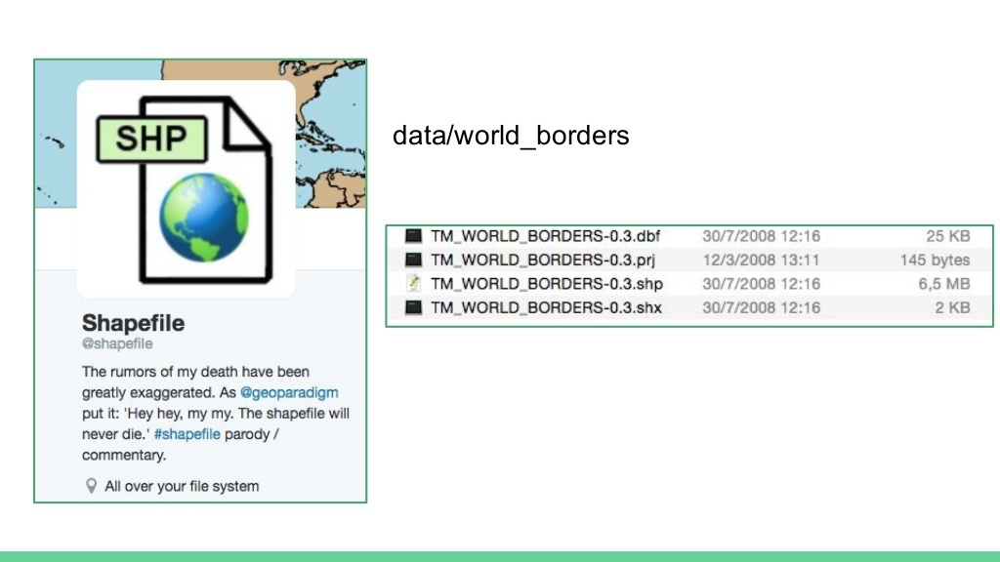 SHP
Shapefile
@shapefile
The rumors of my death have been
greatly exaggerated. As @geoparadigm
put it: 'Hey hey, my my. The shapefile will
never die.' #shapefile parody /
commentary.
All over your file system
data/world_borders
TM_WORLD_BORDERS-0.3.dbf 30/7/2008 12:16 25 KB
TM_WORLD_BORDERS-0.3.prj 12/3/2008 13:11 145 bytes
TM_WORLD_BORDERS-0.3.shp 30/7/2008 12:16 6,5 MB
TM_WORLD_BORDERS-0.3.shx 30/7/2008 12:16 2 KB